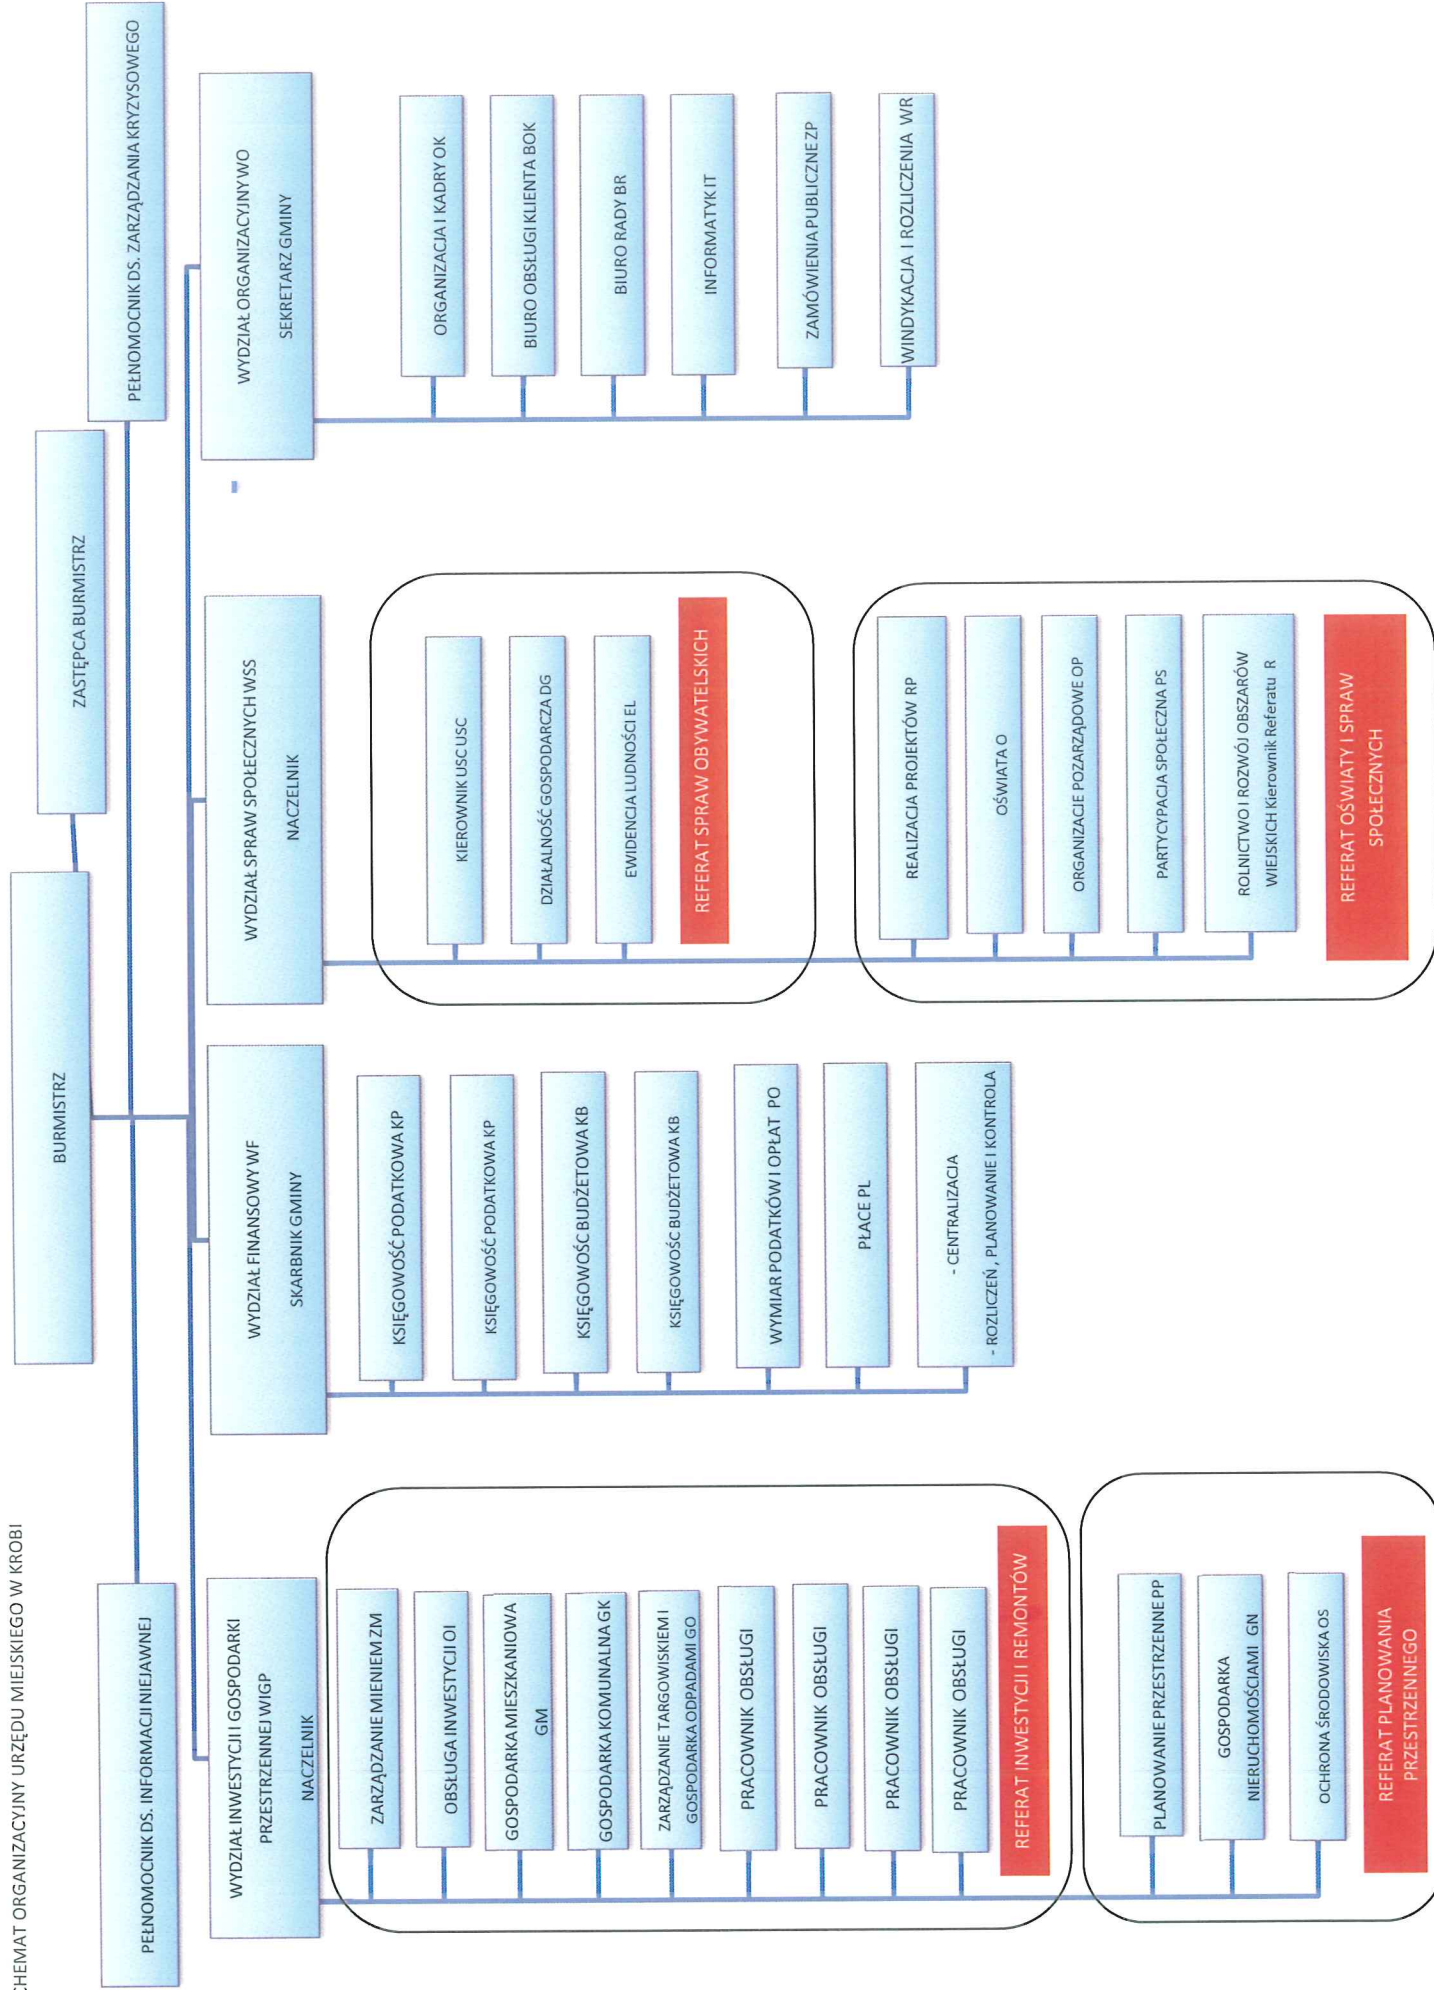 CHEMAT ORGANIZACYJNY URZĘDU MIEJSKIEGO W KROBI
BURMISTRZ
ZASTĘPCA BURMISTRZ
PEŁNOMOCNIK DS. INFORMACJI NIEJAWNEJ
PEŁNOMOCNIK DS. ZARZĄDZANIA KRYZYSOWEGO
WYDZIAŁ INWESTYCJI I GOSPODARKI
PRZESTRZENNEJ WIGP
NACZELNIK
ZARZĄDZANIE MIENIEM ZM
OBSŁUGA INWESTYCJI OI
GOSPODARKA MIESZKANIOWA
GM
GOSPODARKA KOMUNALNA GK
ZARZĄDZANIE TARGOWISKIEM I
GOSPODARKA ODPADAMI GO
PRACOWNIK OBSŁUGI
PRACOWNIK OBSŁUGI
PRACOWNIK OBSŁUGI
PRACOWNIK OBSŁUGI
REFERAT INWESTYCJI I REMONTÓW
PLANOWANIE PRZESTRZENNE PP
GOSPODARKA
NIERUCHOMOŚCIAMI GN
OCHRONA ŚRODOWISKA OS
REFERAT PLANOWANIA
PRZESTRZENNEGO
WYDZIAŁ FINANSOWY WF
SKARBNIK GMINY
KSIĘGOWOŚĆ PODATKOWA KP
KSIĘGOWOŚĆ PODATKOWA KP
KSIĘGOWOŚC BUDŻETOWA KB
KSIĘGOWOŚĆ BUDŻETOWA KB
WYMIAR PODATKÓW I OPŁAT PO
PŁACE PL
- CENTRALIZACJA
- ROZLICZEŃ , PLANOWANIE I KONTROLA
WYDZIAŁ SPRAW SPOŁECZNYCH WSS
NACZELNIK
KIEROWNIK USC USC
DZIAŁALNOŚĆ GOSPODARCZA DG
EWIDENCJA LUDNOŚCI EL
REFERAT SPRAW OBYWATELSKICH
REALIZACJA PROJEKTÓW RP
OŚWIATA O
ORGANIZACJE POZARZĄDOWE OP
PARTYCYPACJA SPOŁECZNA PS
ROLNICTWO I ROZWÓJ OBSZARÓW
WIEJSKICH Kierownik Referatu R
REFERAT OŚWIATY I SPRAW
SPOŁECZNYCH
WYDZIAŁ ORGANIZACYJNY WO
SEKRETARZ GMINY
ORGANIZACJA I KADRY OK
BIURO OBSŁUGI KLIENTA BOK
BIURO RADY BR
INFORMATYK IT
ZAMÓWIENIA PUBLICZNE ZP
WINDYKACJA I ROZLICZENIA WR